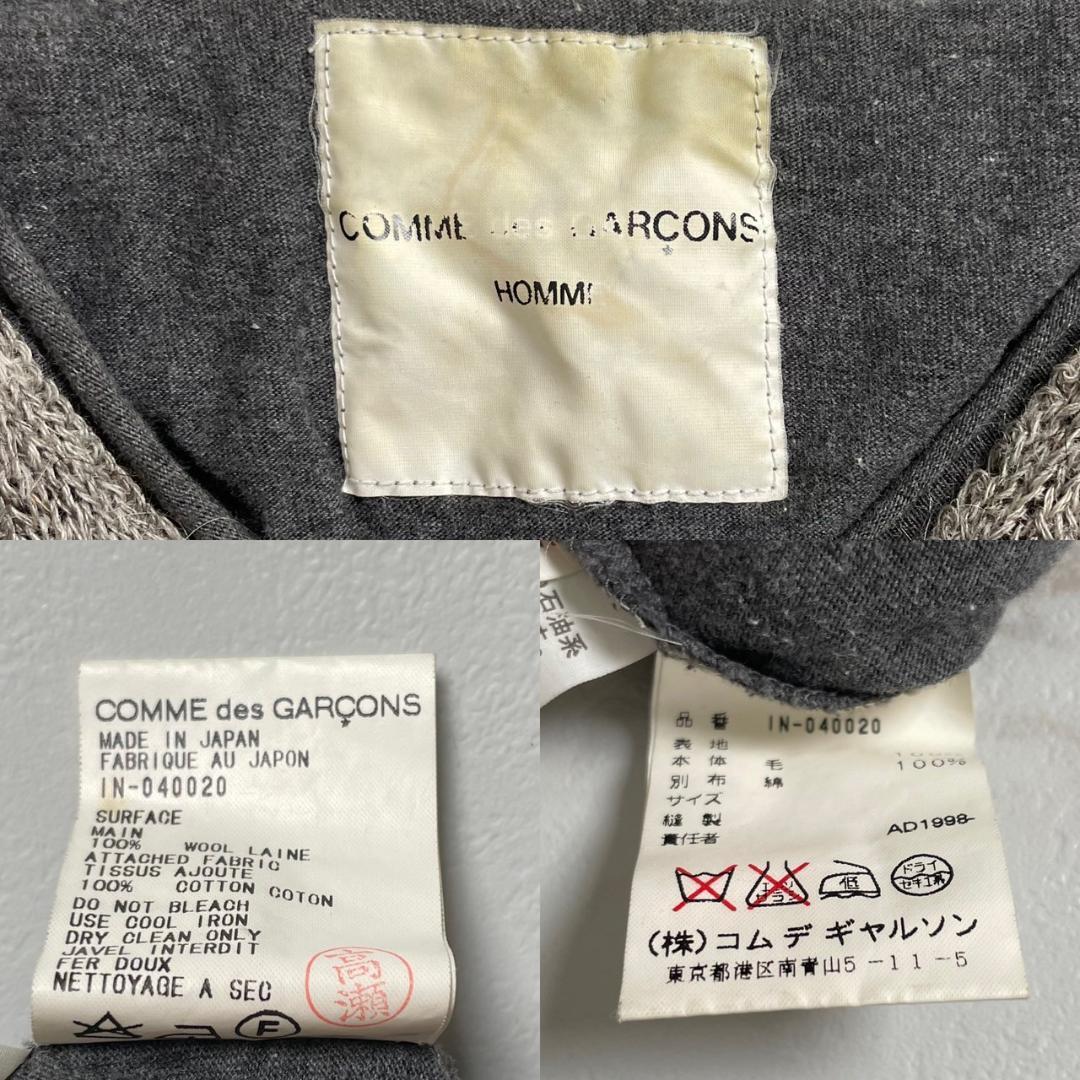 COMME des GARÇONS
HOMME
COMME des GARÇONS
MADE IN JAPAN
FABRIQUE AU JAPON
IN-040020
SURFACE
MAIN
100% WOOL LAINE
ATTACHED FABRIC
TISSUS AJOUTE
100% COTTON COTON
DO NOT BLEACH
USE COOL IRON
DRY CLEAN ONLY
JAVEL INTERDIT
FER DOUX
NETTOYAGE A SEC
高瀬
F
石油系
品番 IN-040020
表地
本体 毛 100%
別布 綿 100%
サイズ
縫製
責任者
AD1998
低
ドライ
セキユ系
(株)コム デ ギャルソン
東京都港区南青山5-11-5